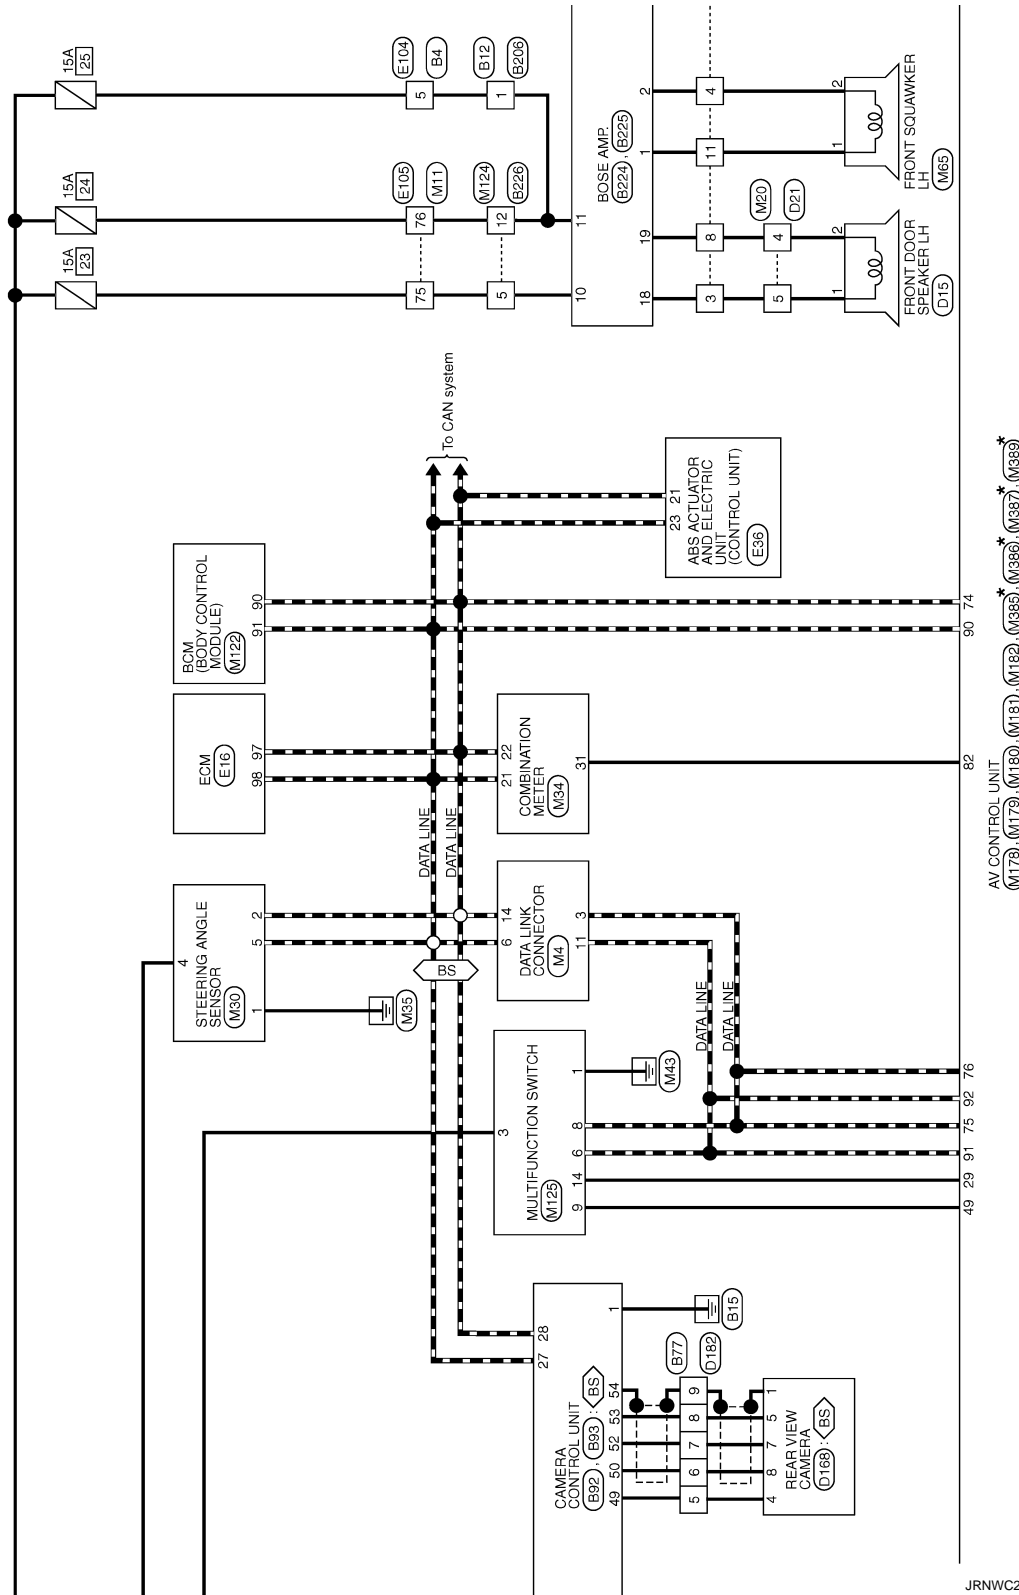 15A
25
E104
B4
B12
B206
5
1
15A
24
E105
M11
M124
B226
76
12
11
15A
23
75
5
10
BOSE AMP.
B224 , B225
2
1
19
18
4
11
8
3
M20
D21
4
5
2
1
FRONT SQUAWKER
LH
M65
2
1
FRONT DOOR
SPEAKER LH
D15
To CAN system
21
23
ABS ACTUATOR
AND ELECTRIC
UNIT
(CONTROL UNIT)
E36
BCM
(BODY CONTROL
MODULE)
M122
90
91
74
90
ECM
E16
97
98
22
21
COMBINATION
METER
M34
31
82
DATA LINE
DATA LINE
AV CONTROL UNIT
M178 , M179 , M180 , M181 , M182 , M385* , M386* , M387* , M389*
4
STEERING ANGLE
SENSOR
M30
2
5
1
M35
14
6
DATA LINK
CONNECTOR
M4
3
11
BS
DATA LINE
DATA LINE
3
MULTIFUNCTION SWITCH
M125
1
8
6
14
9
M43
76
92
75
91
29
49
28
27
CAMERA
CONTROL UNIT
B92 , B93 : BS
1
54
53
52
50
49
B15
B77
D182
9
8
7
6
5
1
5
7
8
4
REAR VIEW
CAMERA
D168 : BS